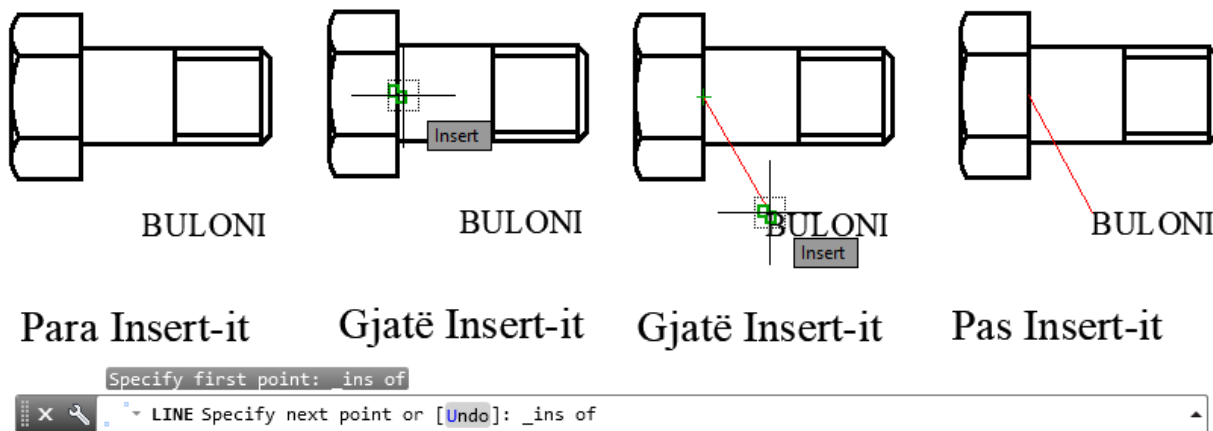 Insert
Insert
BULONI
BULONI
BULONI
BULONI
Para Insert-it
Gjatë Insert-it
Gjatë Insert-it
Pas Insert-it
Specify first point: _ins of
LINE Specify next point or [Undo]: _ins of